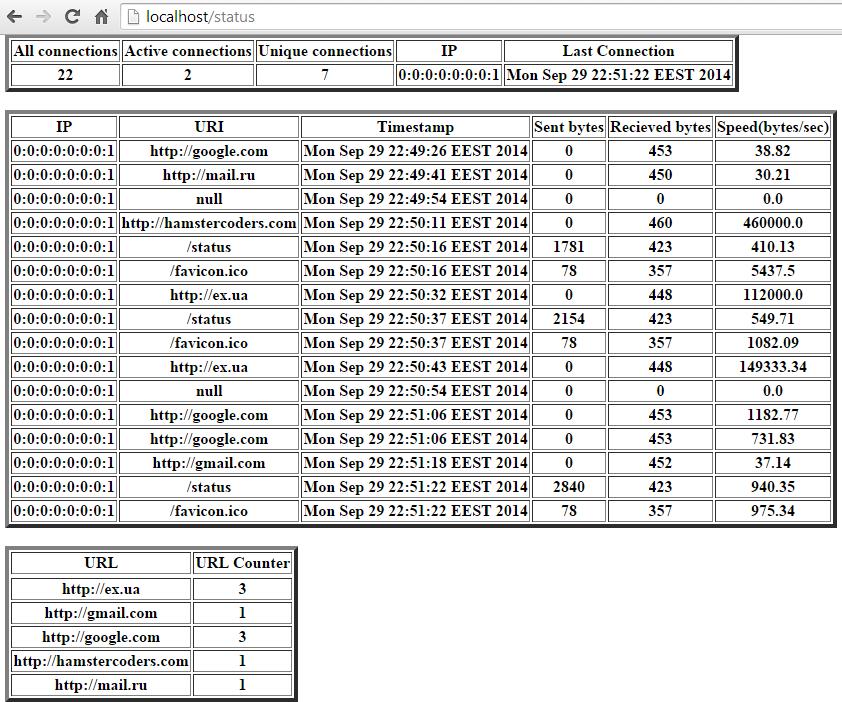 localhost/status
All connections Active connections Unique connections IP Last Connection
22 2 7 0:0:0:0:0:0:0:1 Mon Sep 29 22:51:22 EEST 2014
IP URI Timestamp Sent bytes Recieved bytes Speed(bytes/sec)
0:0:0:0:0:0:0:1 http://google.com Mon Sep 29 22:49:26 EEST 2014 0 453 38.82
0:0:0:0:0:0:0:1 http://mail.ru Mon Sep 29 22:49:41 EEST 2014 0 450 30.21
0:0:0:0:0:0:0:1 null Mon Sep 29 22:49:54 EEST 2014 0 0 0.0
0:0:0:0:0:0:0:1 http://hamstercoders.com Mon Sep 29 22:50:11 EEST 2014 0 460 460000.0
0:0:0:0:0:0:0:1 /status Mon Sep 29 22:50:16 EEST 2014 1781 423 410.13
0:0:0:0:0:0:0:1 /favicon.ico Mon Sep 29 22:50:16 EEST 2014 78 357 5437.5
0:0:0:0:0:0:0:1 http://ex.ua Mon Sep 29 22:50:32 EEST 2014 0 448 112000.0
0:0:0:0:0:0:0:1 /status Mon Sep 29 22:50:37 EEST 2014 2154 423 549.71
0:0:0:0:0:0:0:1 /favicon.ico Mon Sep 29 22:50:37 EEST 2014 78 357 1082.09
0:0:0:0:0:0:0:1 http://ex.ua Mon Sep 29 22:50:43 EEST 2014 0 448 149333.34
0:0:0:0:0:0:0:1 null Mon Sep 29 22:50:54 EEST 2014 0 0 0.0
0:0:0:0:0:0:0:1 http://google.com Mon Sep 29 22:51:06 EEST 2014 0 453 1182.77
0:0:0:0:0:0:0:1 http://google.com Mon Sep 29 22:51:06 EEST 2014 0 453 731.83
0:0:0:0:0:0:0:1 http://gmail.com Mon Sep 29 22:51:18 EEST 2014 0 452 37.14
0:0:0:0:0:0:0:1 /status Mon Sep 29 22:51:22 EEST 2014 2840 423 940.35
0:0:0:0:0:0:0:1 /favicon.ico Mon Sep 29 22:51:22 EEST 2014 78 357 975.34
URL URL Counter
http://ex.ua 3
http://gmail.com 1
http://google.com 3
http://hamstercoders.com 1
http://mail.ru 1